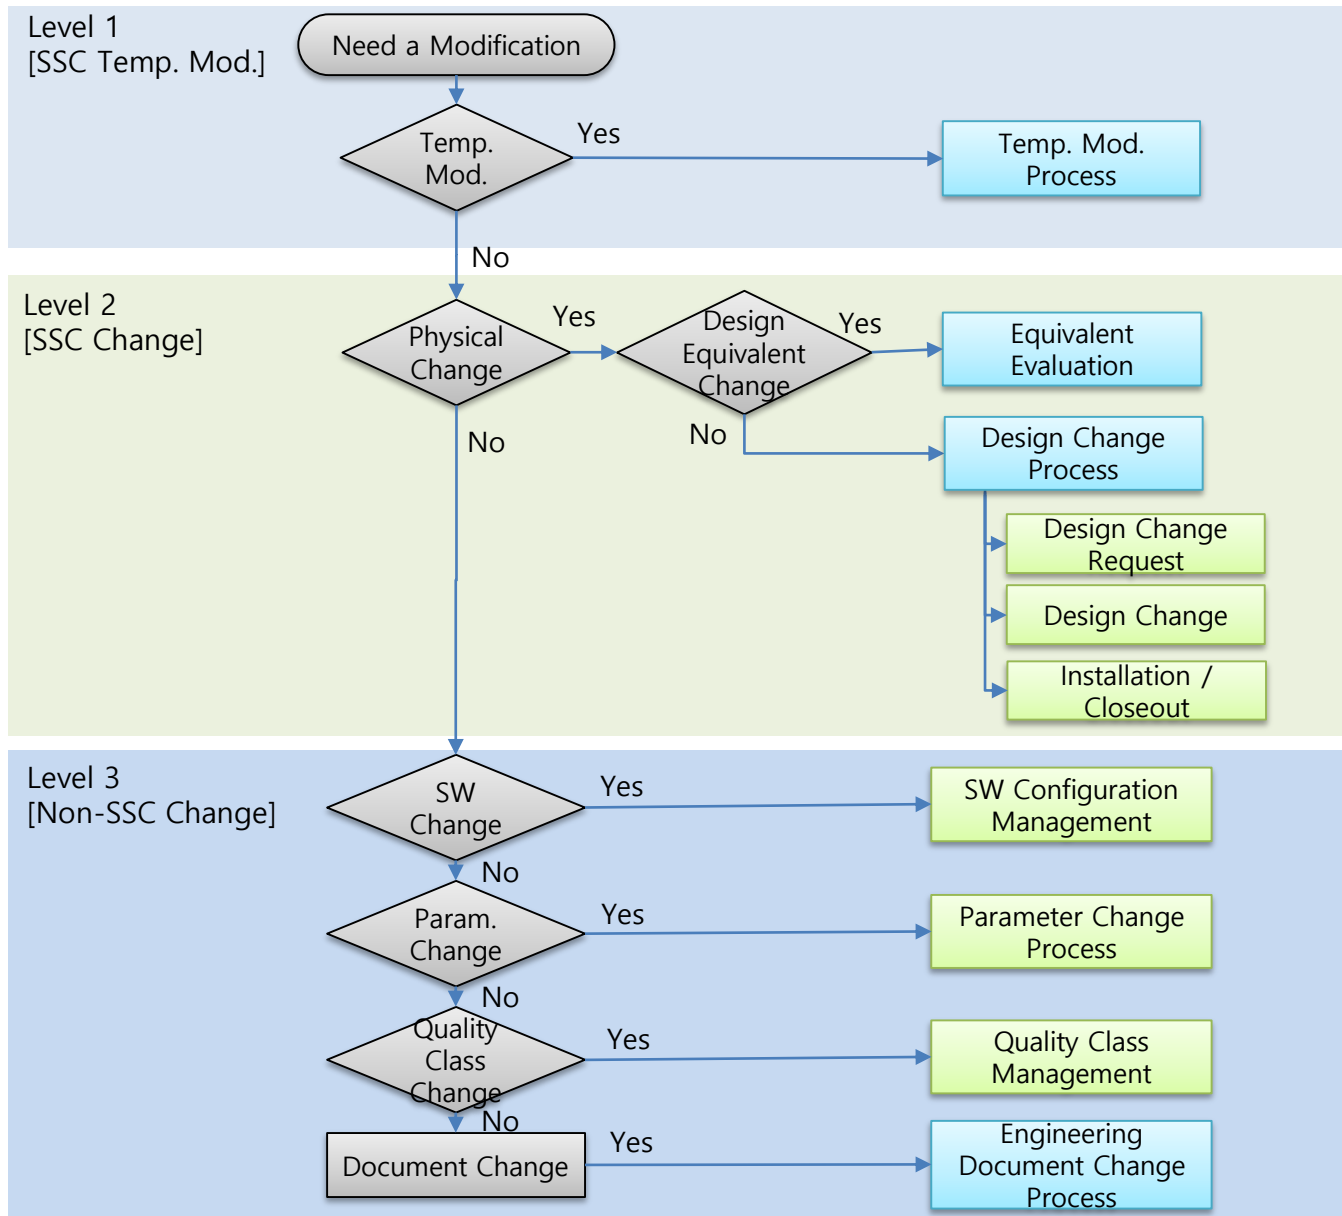 Level 1
[SSC Temp. Mod.]
Need a Modification
Temp.
Mod.
Yes
Temp. Mod.
Process
No
Level 2
[SSC Change]
Physical
Change
Yes
Design
Equivalent
Change
Yes
Equivalent
Evaluation
No
No
Design Change
Process
Design Change
Request
Design Change
Installation /
Closeout
Level 3
[Non-SSC Change]
SW
Change
Yes
SW Configuration
Management
No
Param.
Change
Yes
Parameter Change
Process
No
Quality
Class
Change
Yes
Quality Class
Management
No
Document Change
Yes
Engineering
Document Change
Process